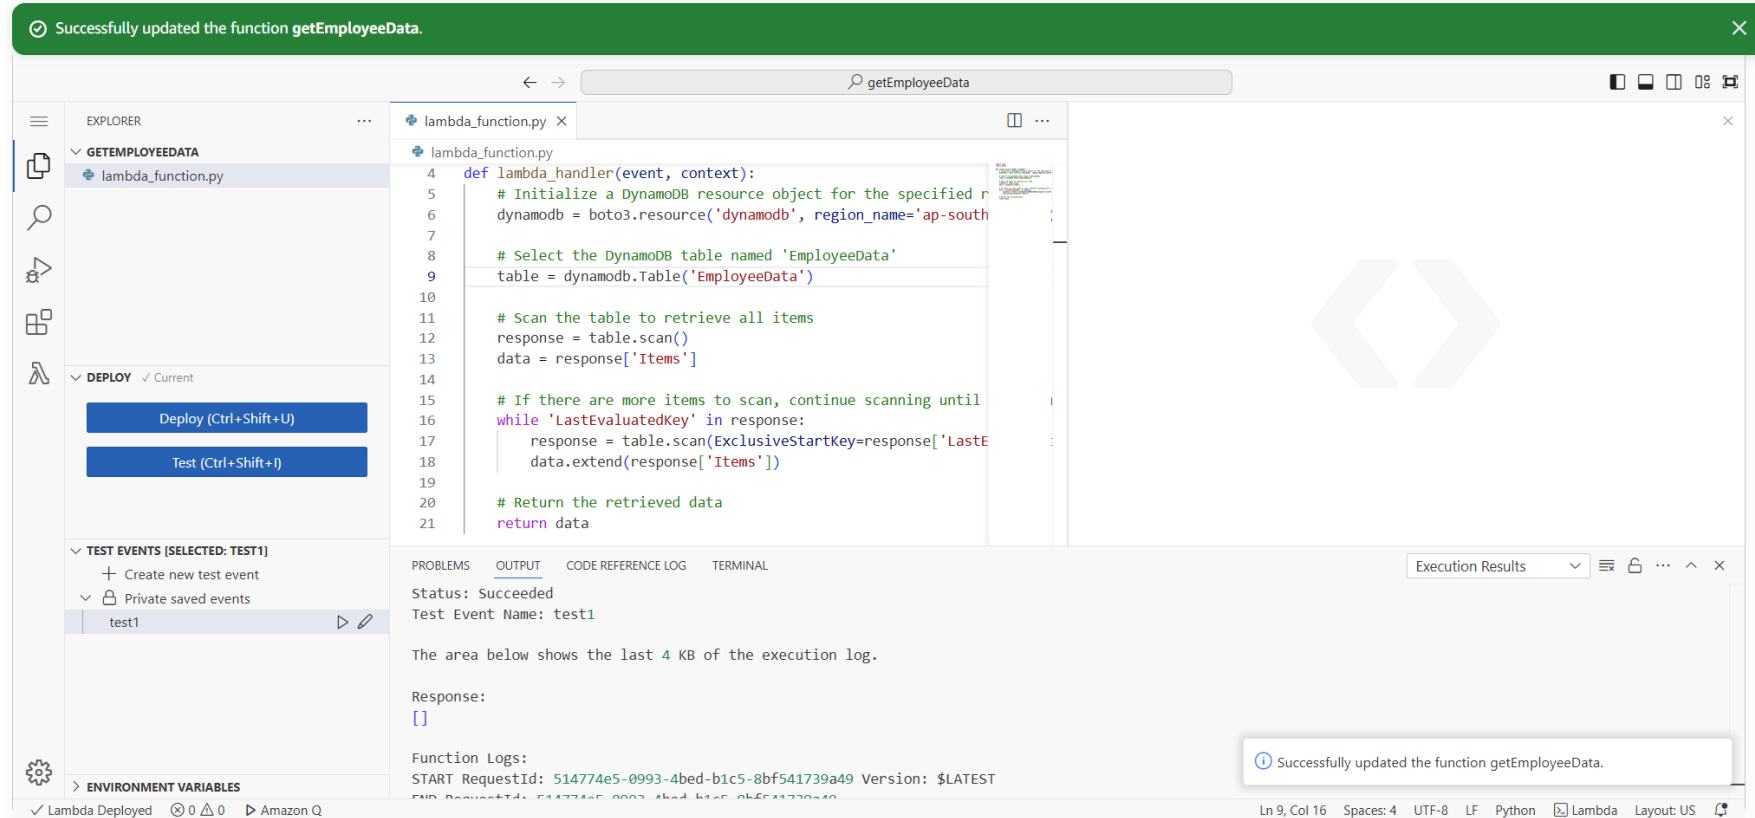 Successfully updated the function getEmployeeData.
getEmployeeData
EXPLORER
GETEMPLOYEEDATA
lambda_function.py
DEPLOY Current
Deploy (Ctrl+Shift+U)
Test (Ctrl+Shift+I)
TEST EVENTS [SELECTED: TEST1]
Create new test event
Private saved events
test1
ENVIRONMENT VARIABLES
lambda_function.py
lambda_function.py
4 def lambda_handler(event, context):
5 # Initialize a DynamoDB resource object for the specified r
6 dynamodb = boto3.resource('dynamodb', region_name='ap-south
7
8 # Select the DynamoDB table named 'EmployeeData'
9 table = dynamodb.Table('EmployeeData')
10
11 # Scan the table to retrieve all items
12 response = table.scan()
13 data = response['Items']
14
15 # If there are more items to scan, continue scanning until
16 while 'LastEvaluatedKey' in response:
17 response = table.scan(ExclusiveStartKey=response['LastE
18 data.extend(response['Items'])
19
20 # Return the retrieved data
21 return data
PROBLEMS OUTPUT CODE REFERENCE LOG TERMINAL
Execution Results
Status: Succeeded
Test Event Name: test1
The area below shows the last 4 KB of the execution log.
Response:
[]
Function Logs:
START RequestId: 514774e5-0993-4bed-b1c5-8bf541739a49 Version: $LATEST
END RequestId: 514774e5-0993-4bed-b1c5-8bf541739a49
Successfully updated the function getEmployeeData.
Lambda Deployed 0 0 Amazon Q
Ln 9, Col 16 Spaces: 4 UTF-8 LF Python Lambda Layout: US